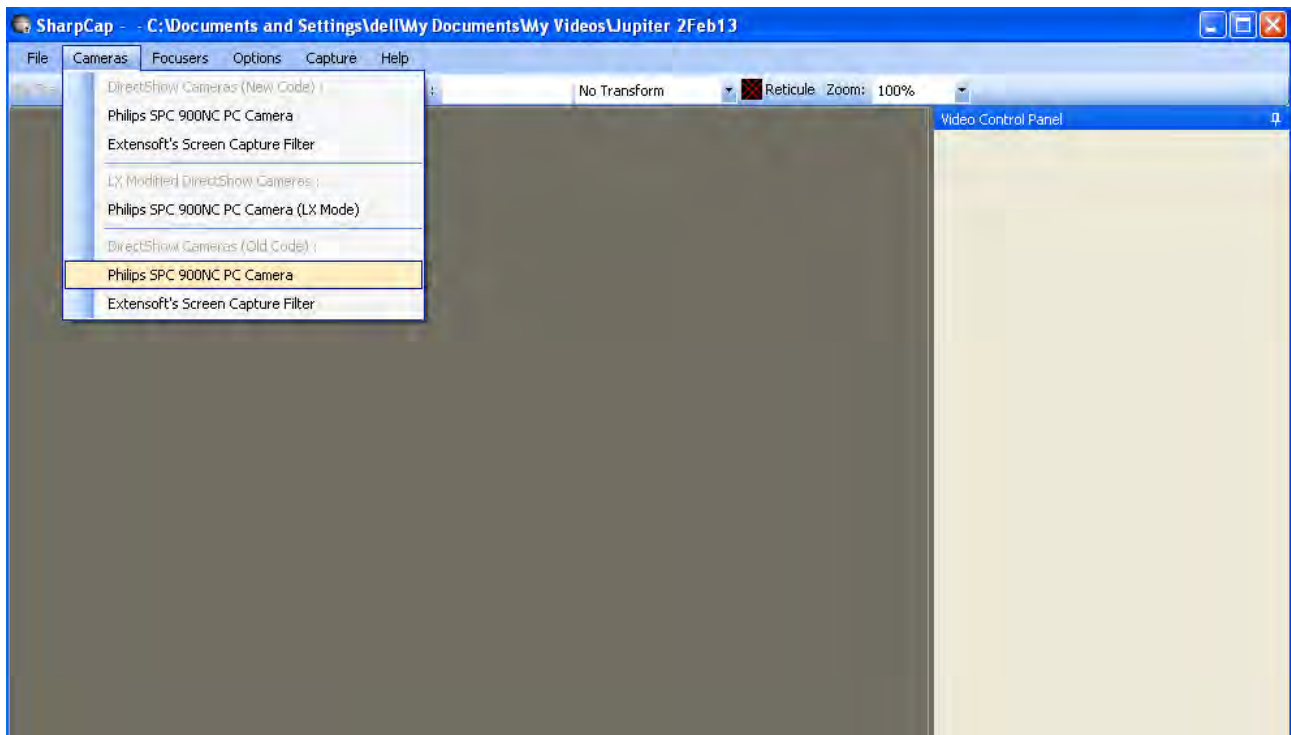 SharpCap - - C:\Documents and Settings\dell\My Documents\My Videos\Jupiter 2Feb13
File Cameras Focusers Options Capture Help
: No Transform Reticule Zoom: 100%
DirectShow Cameras (New Code) :
Philips SPC 900NC PC Camera
Extensoft's Screen Capture Filter
LX Modified DirectShow Cameras :
Philips SPC 900NC PC Camera (LX Mode)
DirectShow Cameras (Old Code) :
Philips SPC 900NC PC Camera
Extensoft's Screen Capture Filter
Video Control Panel